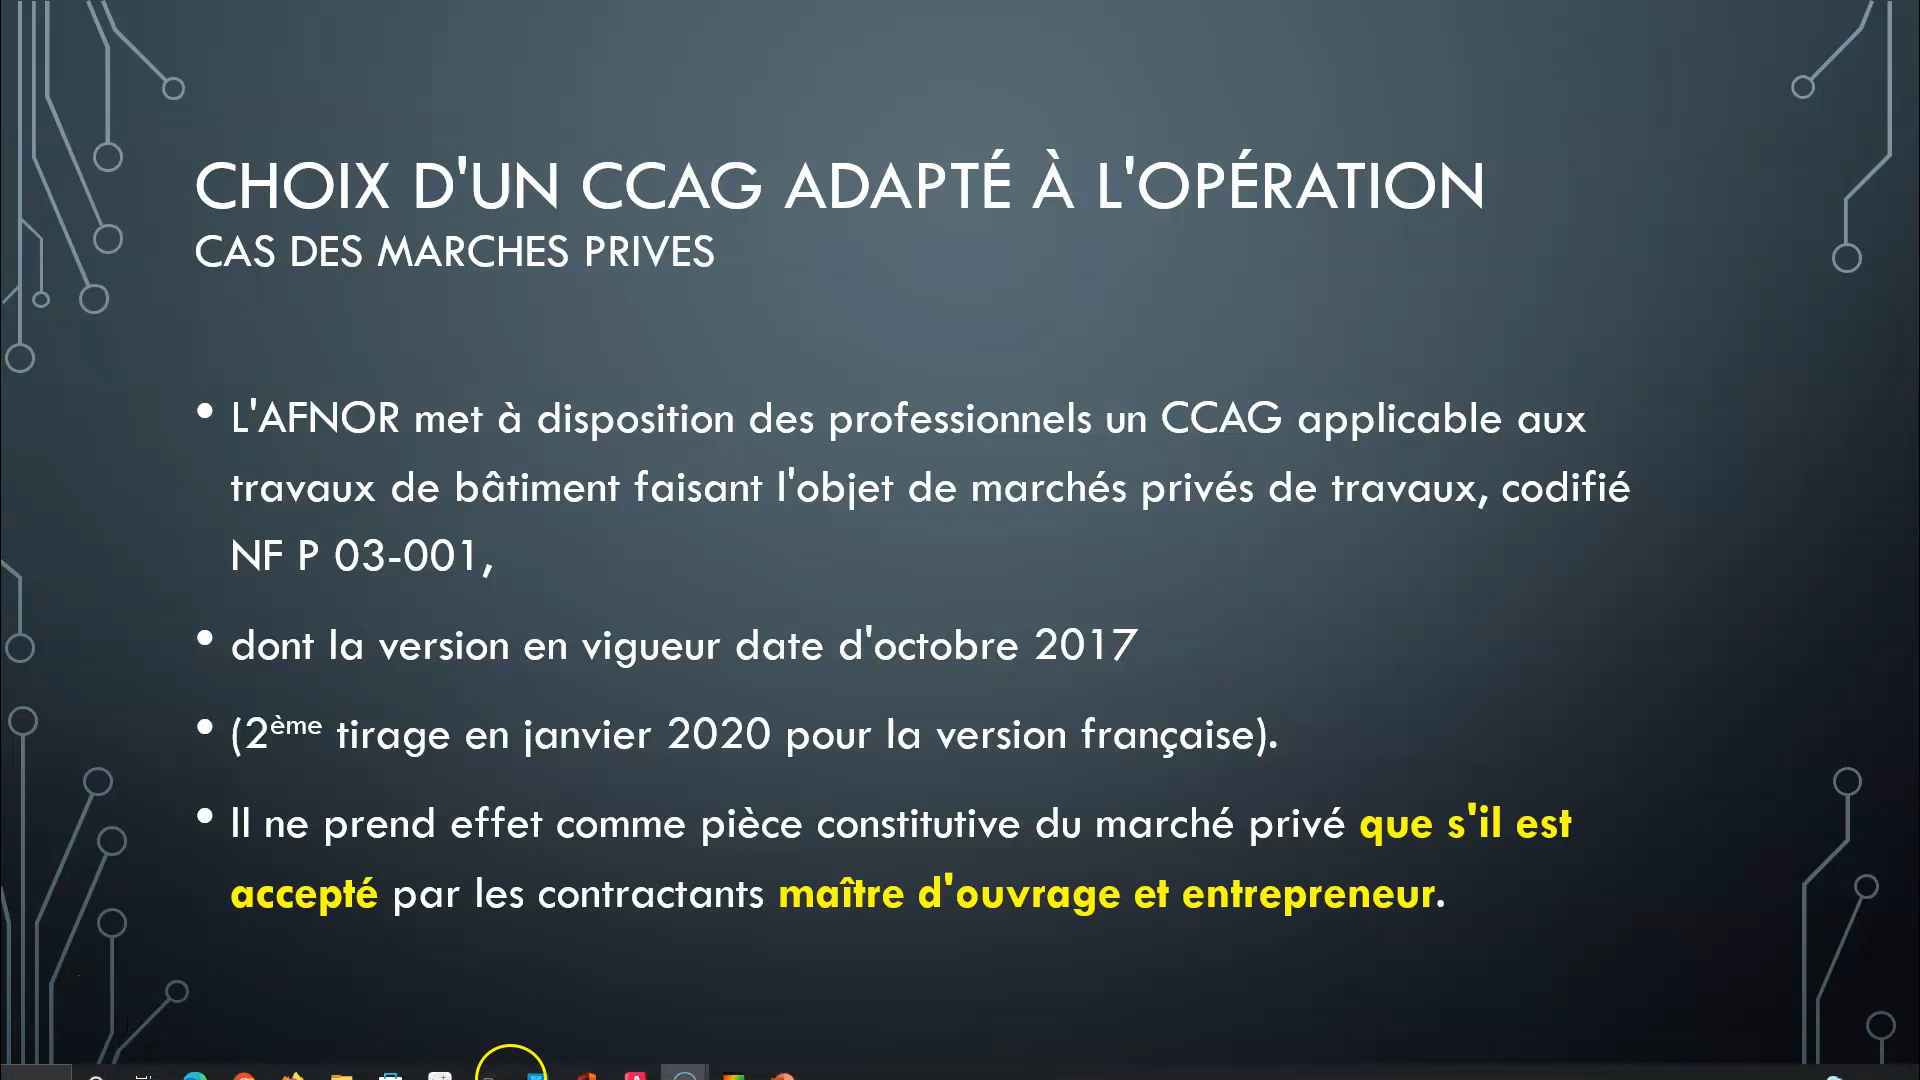 CHOIX D'UN CCAG ADAPTÉ À L'OPÉRATION
CAS DES MARCHES PRIVES
• L'AFNOR met à disposition des professionnels un CCAG applicable aux
travaux de bâtiment faisant l'objet de marchés privés de travaux, codifié
NF P 03-001,
• dont la version en vigueur date d'octobre 2017
• (2ème tirage en janvier 2020 pour la version française).
• Il ne prend effet comme pièce constitutive du marché privé que s'il est
accepté par les contractants maître d'ouvrage et entrepreneur.